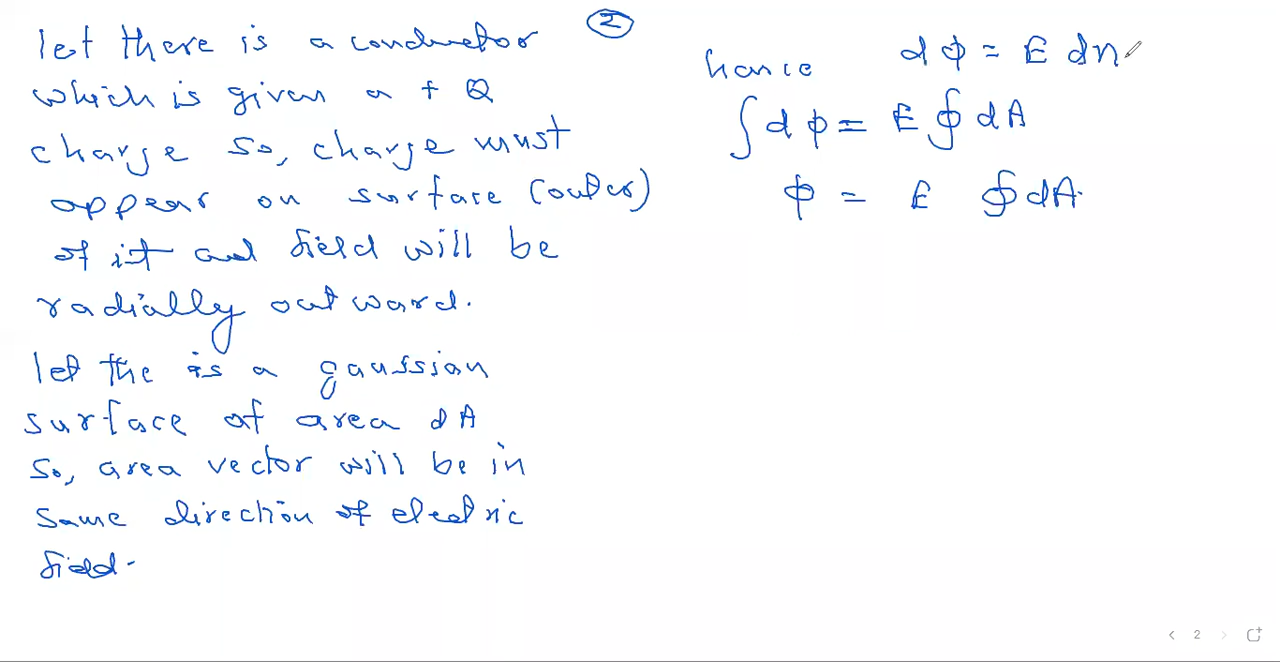 ②
let there is a conductor
which is given a + Q
charge so, charge must
appear on surface (outer)
of it and field will be
radially outward.
let the is a gaussian
surface of area dA
So, area vector will be in
same direction of electric
field.
hance dϕ = E dn
∫dϕ = E ∮ dA
ϕ = E ∮dA.
2